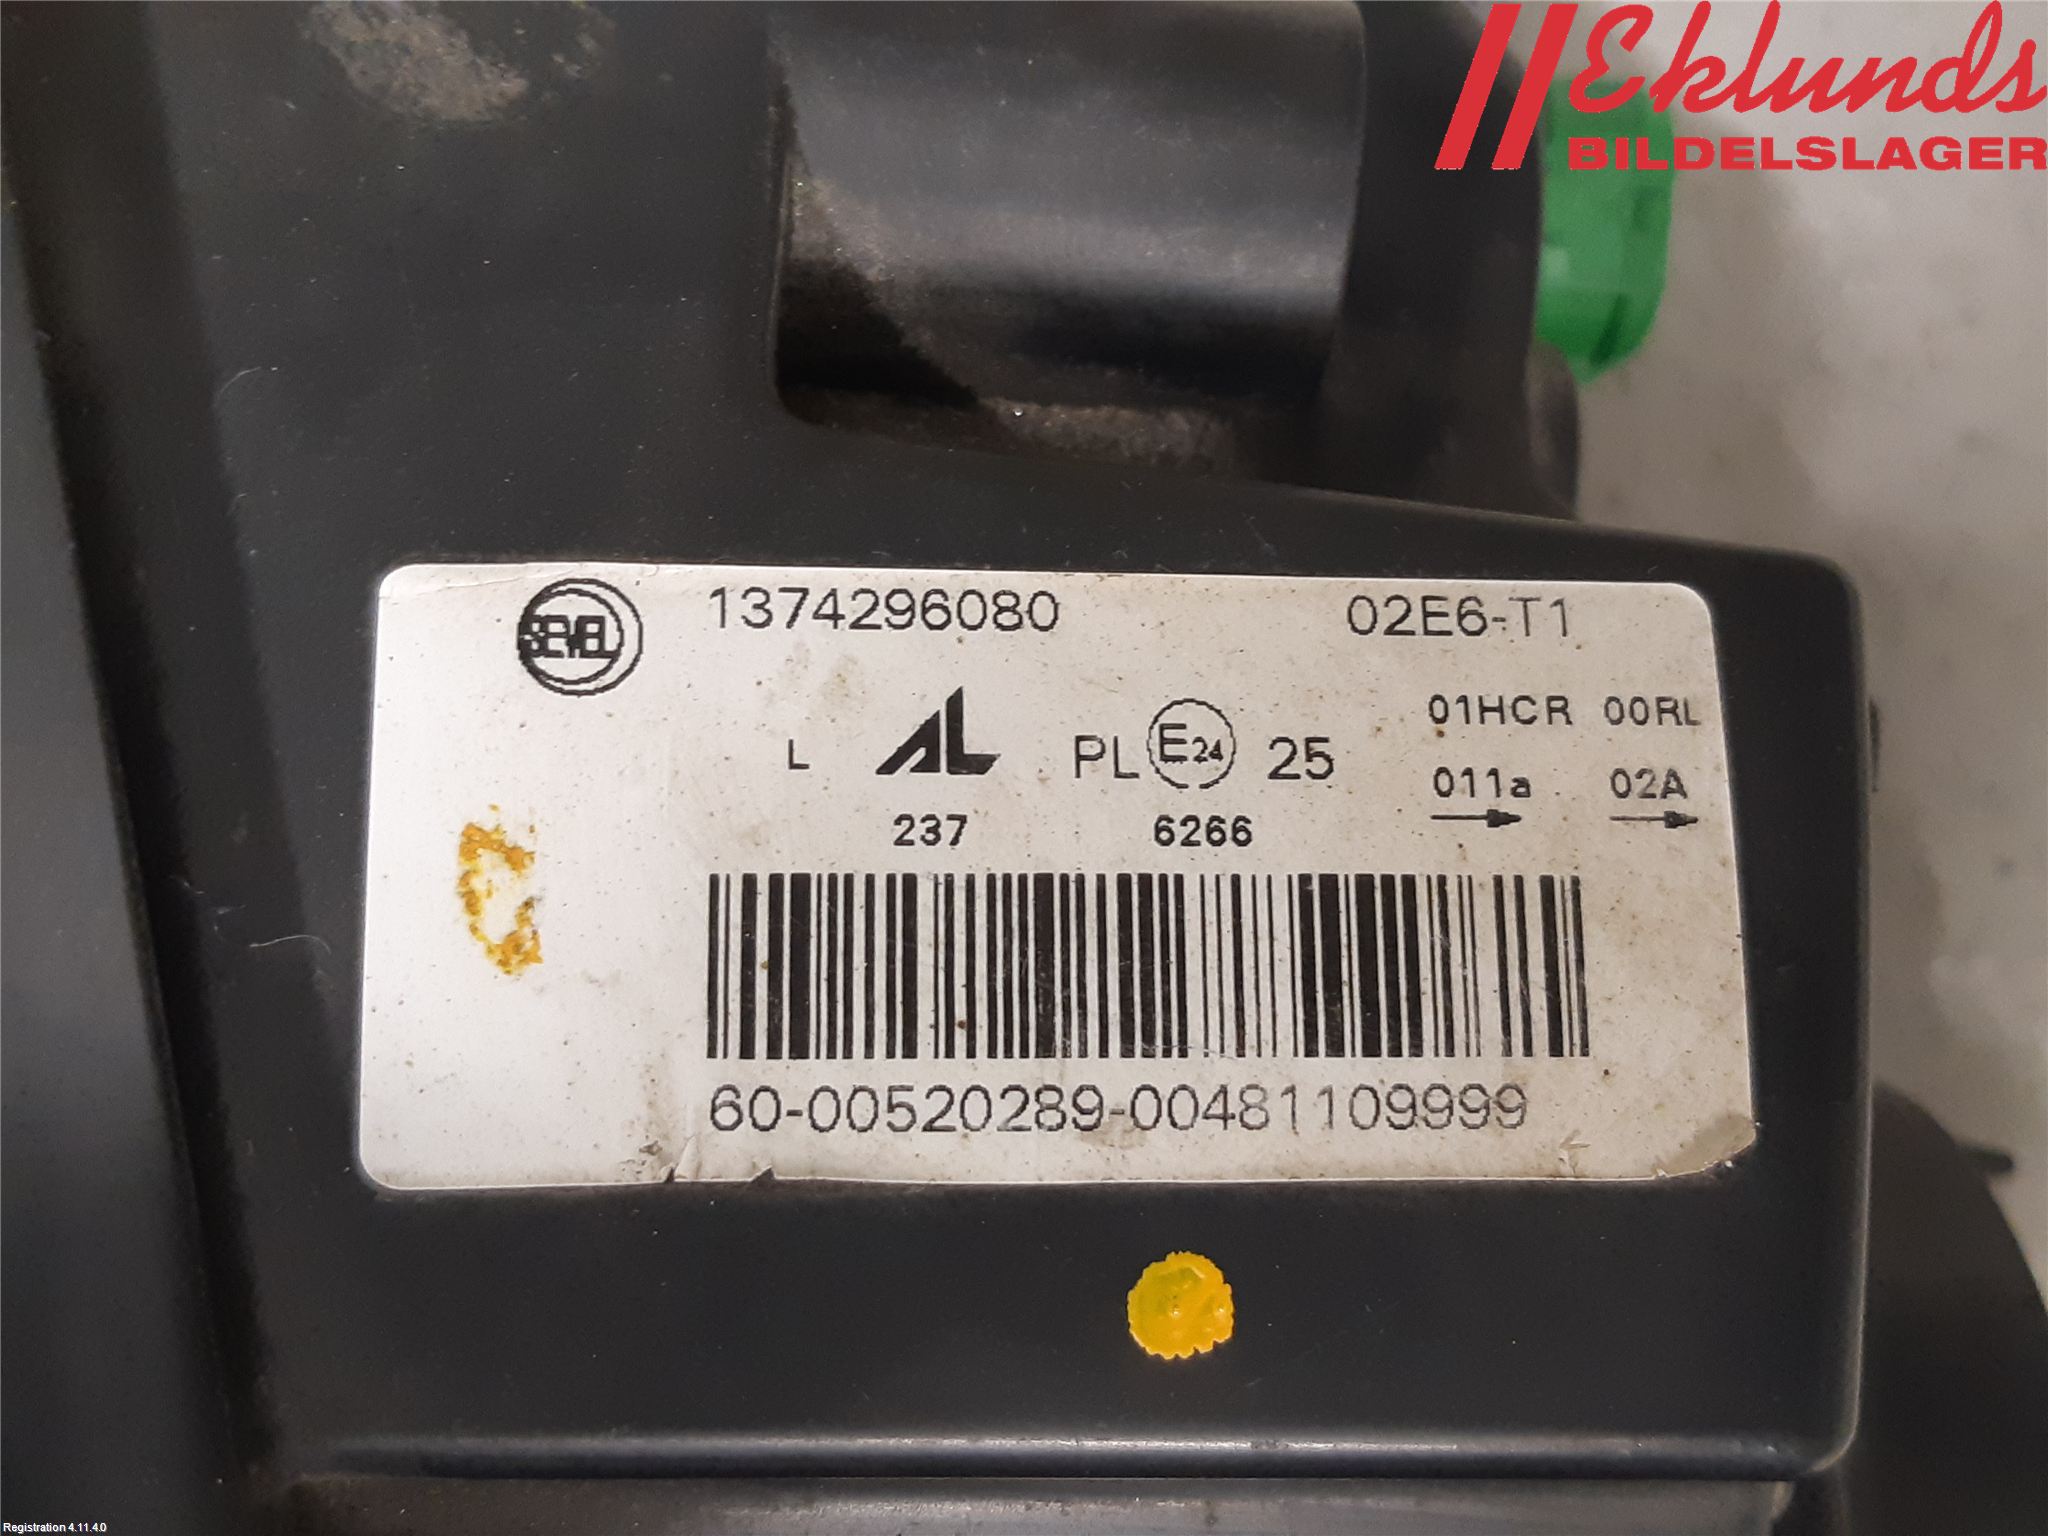 Eklunds
BILDELSLAGER
SEVEL 1374296080 02E6-T1
01HCR 00RL
L AL PL E24 25
011a 02A
237 6266
60-00520289-00481109999
Registration 4.11.4.0